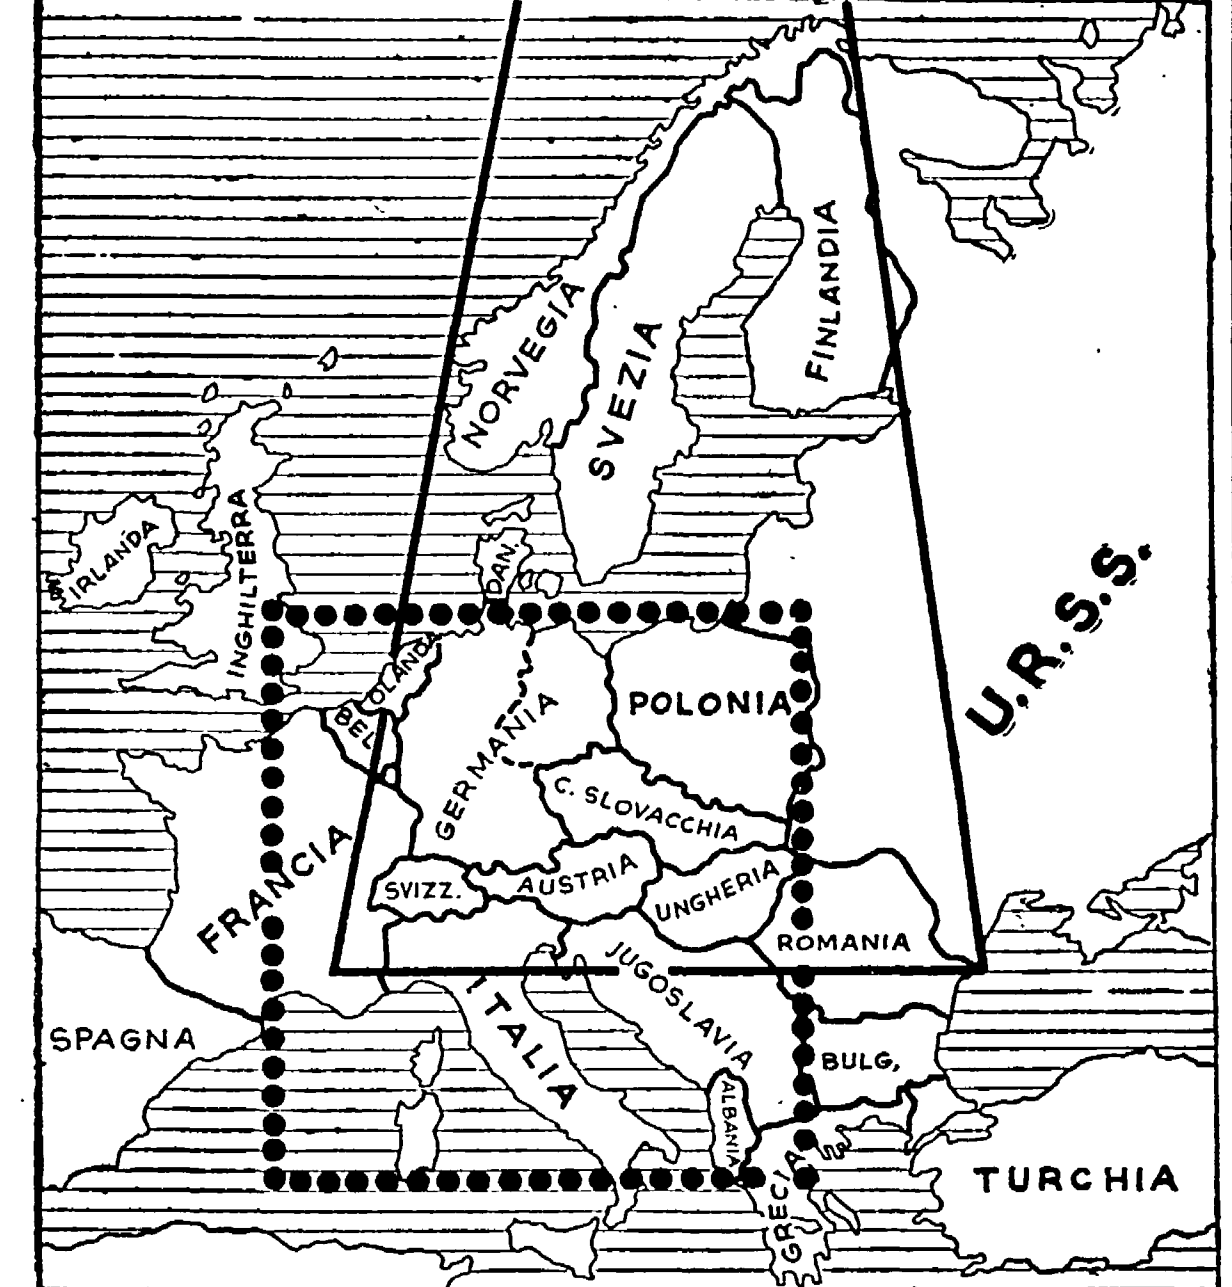 NORVEGIA
SVEZIA
FINLANDIA
IRLANDA
INGHILTERRA
DAN.
U.R.S.S.
OLANDA
BEL
GERMANIA
POLONIA
C. SLOVACCHIA
FRANCIA
SVIZZ.
AUSTRIA
UNGHERIA
ROMANIA
JUGOSLAVIA
ITALIA
SPAGNA
BULG,
ALBANIA
GRECIA
TURCHIA